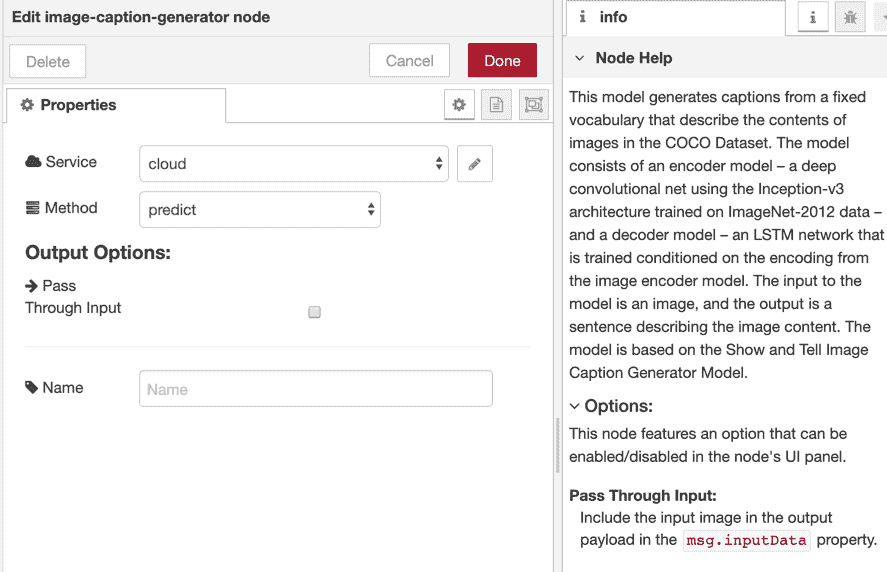 Edit image-caption-generator node
Delete
Cancel
Done
Properties
Service
cloud
Method
predict
Output Options:
Pass
Through Input
Name
Name
info
Node Help
This model generates captions from a fixed
vocabulary that describe the contents of
images in the COCO Dataset. The model
consists of an encoder model – a deep
convolutional net using the Inception-v3
architecture trained on ImageNet-2012 data –
and a decoder model – an LSTM network that
is trained conditioned on the encoding from
the image encoder model. The input to the
model is an image, and the output is a
sentence describing the image content. The
model is based on the Show and Tell Image
Caption Generator Model.
Options:
This node features an option that can be
enabled/disabled in the node's UI panel.
Pass Through Input:
Include the input image in the output
payload in the msg.inputData property.